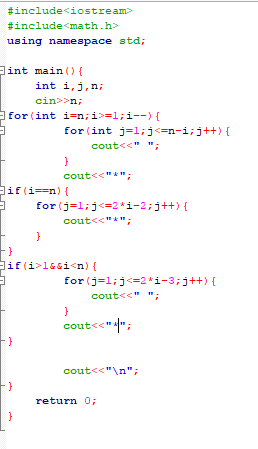 #include<iostream>
#include<math.h>
using namespace std;
int main(){
int i,j,n;
cin>>n;
for(int i=n;i>=1;i--){
for(int j=1;j<=n-i;j++){
cout<<" ";
}
cout<<"*";
if(i==n){
for(j=1;j<=2*i-2;j++){
cout<<"*";
}
}
if(i>1&&i<n){
for(j=1;j<=2*i-3;j++){
cout<<" ";
}
cout<<"*";
}
cout<<"\n";
}
return 0;
}